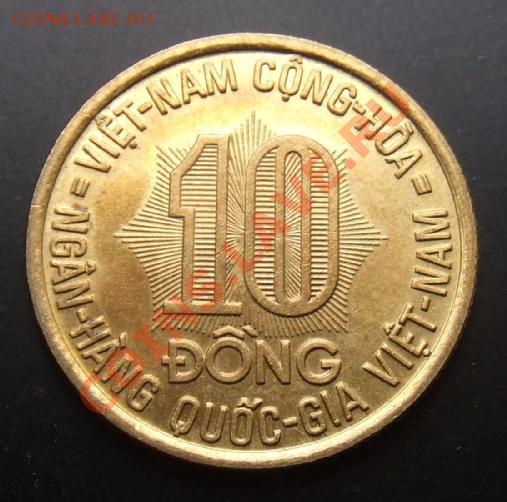 COINS.LAVE.RU
VIỆT-NAM CỘNG-HÒA
10
ĐỒNG
= NGÂN-HÀNG QUỐC-GIA VIỆT-NAM =
COINS.LAVE.RU